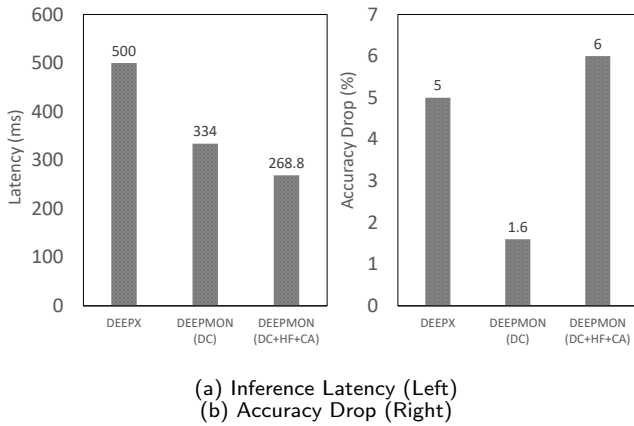 600
500
400
300
200
100
0
Latency (ms)
500
334
268.8
DEEPX
DEEPMON
(DC)
DEEPMON
(DC+HF+CA)
7
6
5
4
3
2
1
0
Accuracy Drop (%)
5
1.6
6
DEEPX
DEEPMON
(DC)
DEEPMON
(DC+HF+CA)
(a) Inference Latency (Left)
(b) Accuracy Drop (Right)